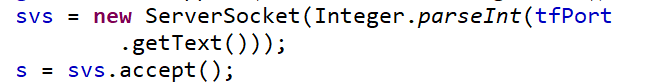 svs = new ServerSocket(Integer.parseInt(tfPort
.getText()));
s = svs.accept();